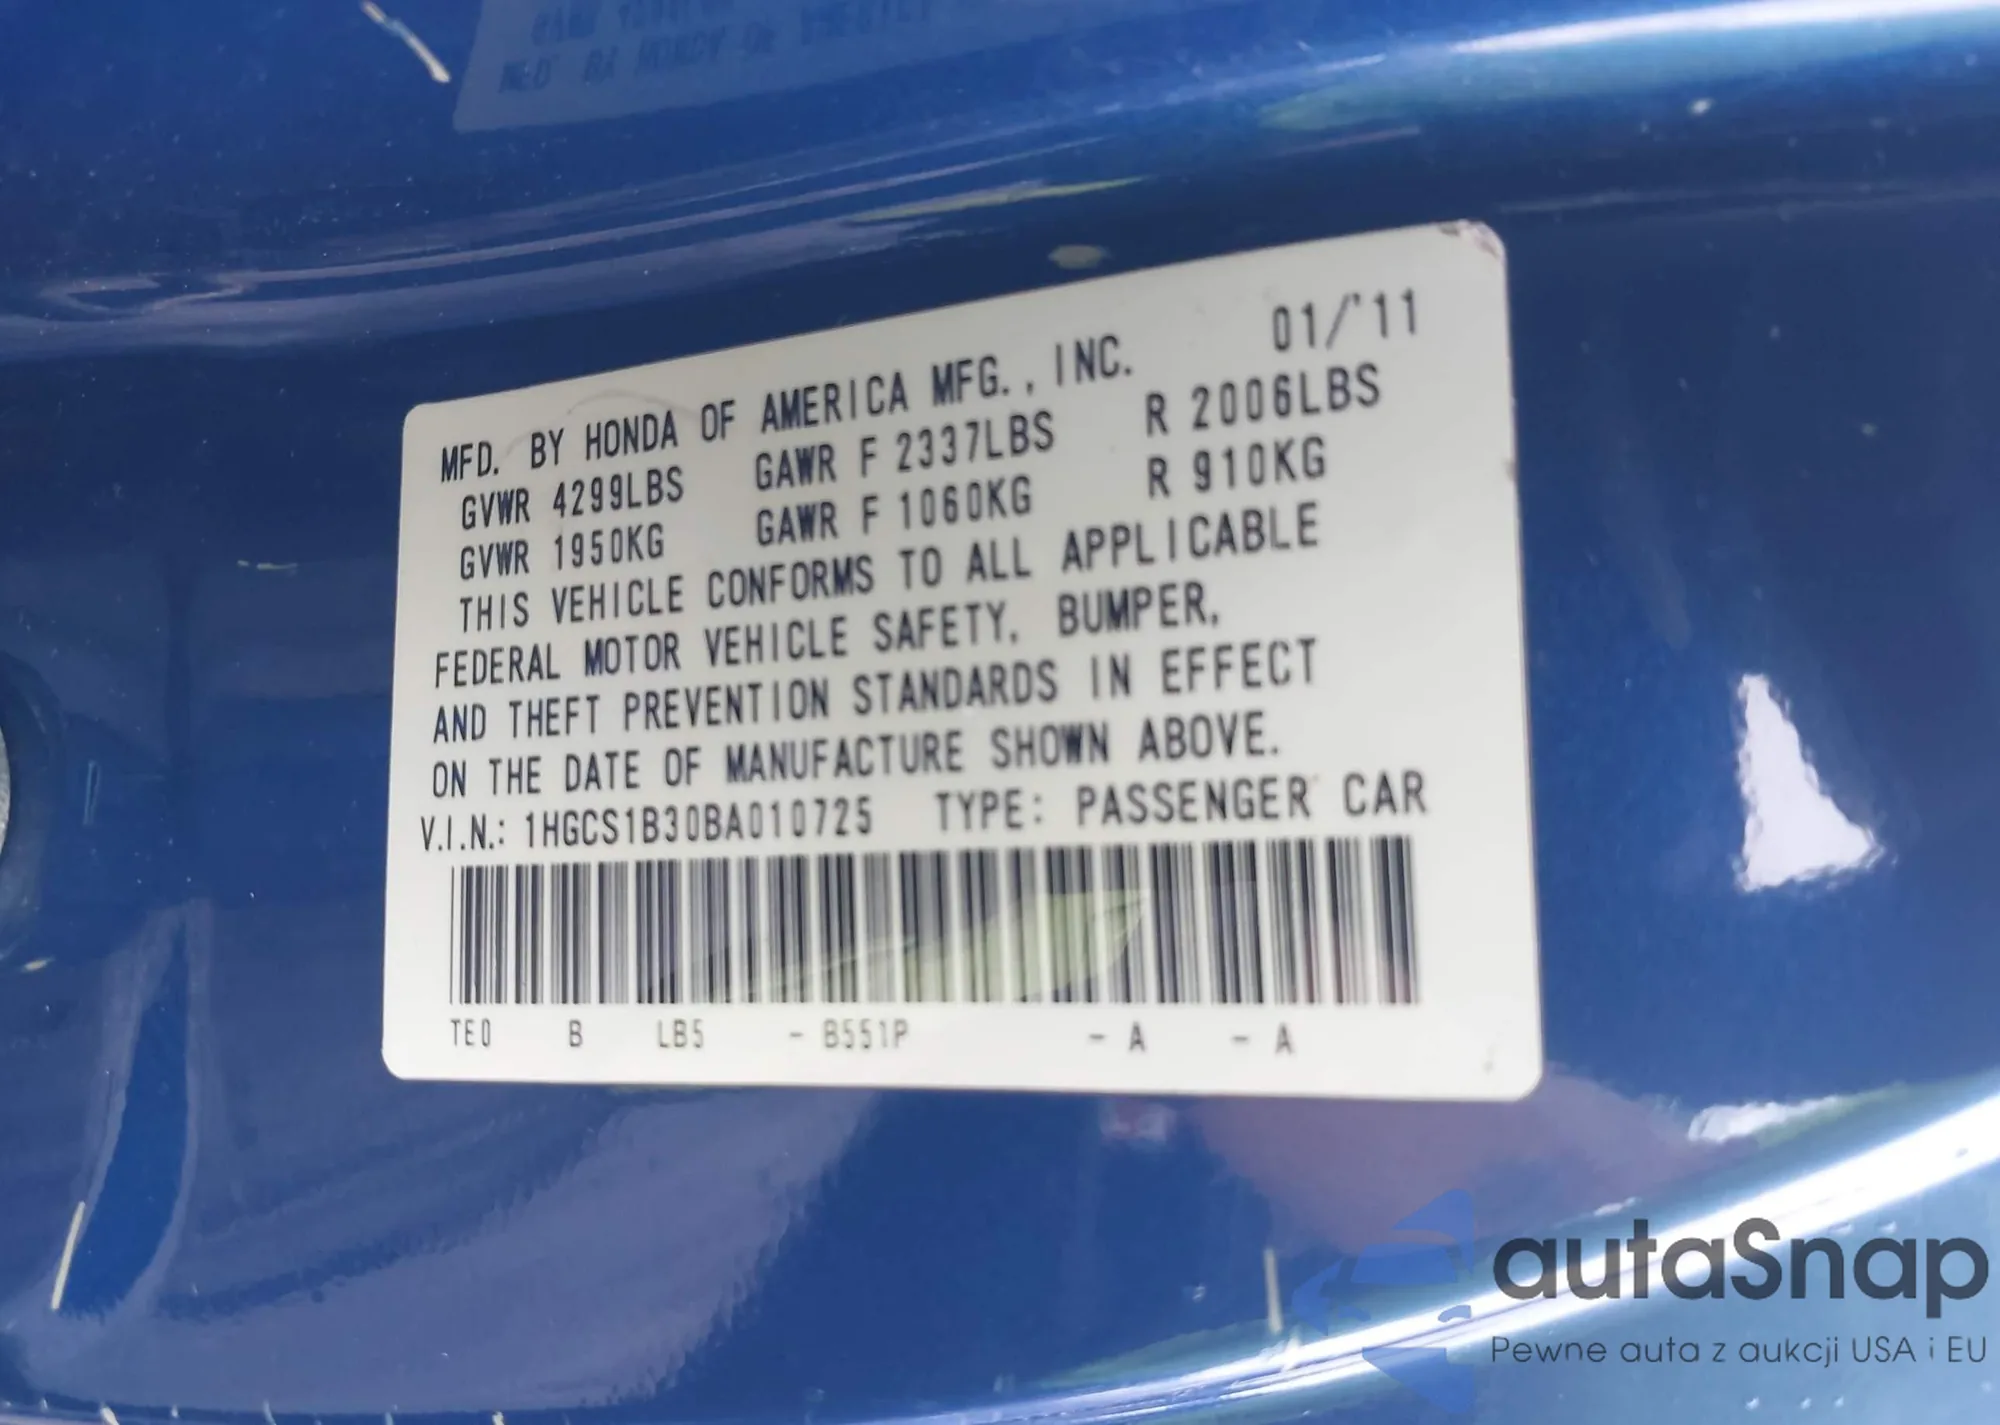 01/'11
MFD. BY HONDA OF AMERICA MFG., INC.
GVWR 4299LBS GAWR F 2337LBS R 2006LBS
GVWR 1950KG GAWR F 1060KG R 910KG
THIS VEHICLE CONFORMS TO ALL APPLICABLE
FEDERAL MOTOR VEHICLE SAFETY, BUMPER,
AND THEFT PREVENTION STANDARDS IN EFFECT
ON THE DATE OF MANUFACTURE SHOWN ABOVE.
V.I.N.: 1HGCS1B30BA010725 TYPE: PASSENGER CAR
TE0 B LB5 - B551P - A - A
autaSnap
Pewne auta z aukcji USA i EU